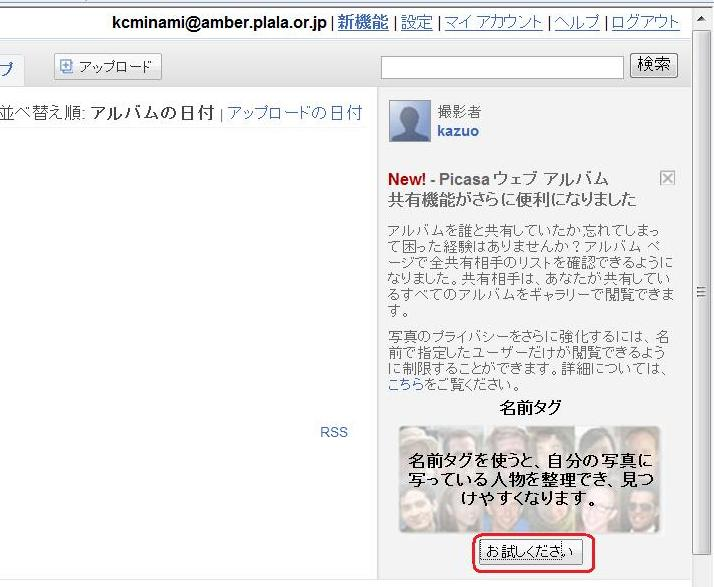 kcminami@amber.plala.or.jp | 新機能 | 設定 | マイ アカウント | ヘルプ | ログアウト
プ アップロード 検索
並べ替え順: アルバムの日付 | アップロードの日付
撮影者
kazuo
New! - Picasa ウェブ アルバム
共有機能がさらに便利になりました
アルバムを誰と共有していたか忘れてしまっ
て困った経験はありませんか？アルバム ペ
ージで全共有相手のリストを確認できるように
なりました。共有相手は、あなたが共有してい
るすべてのアルバムをギャラリーで閲覧できま
す。
写真のプライバシーをさらに強化するには、名
前で指定したユーザーだけが閲覧できるよう
に制限することができます。詳細については、
こちらをご覧ください。
名前タグ
RSS
名前タグを使うと、自分の写真に
写っている人物を整理でき、見つ
けやすくなります。
お試しください